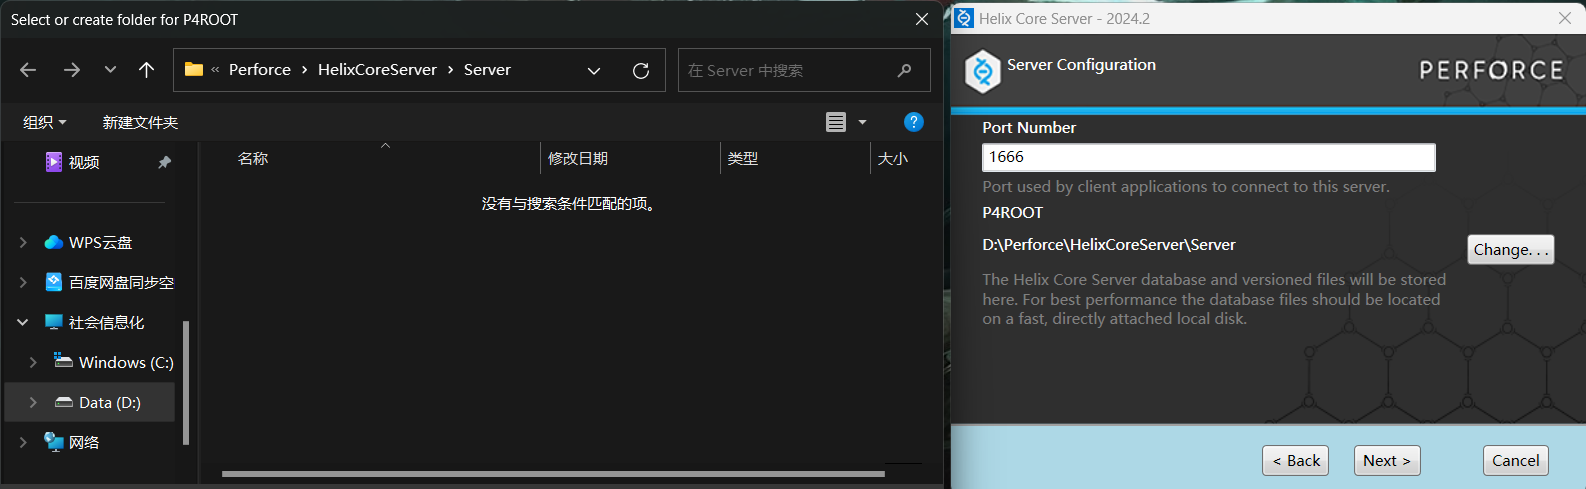 Select or create folder for P4ROOT
« Perforce › HelixCoreServer › Server
在 Server 中搜索
组织
新建文件夹
视频
WPS云盘
百度网盘同步空
社会信息化
Windows (C:)
Data (D:)
网络
名称
修改日期
类型
大小
没有与搜索条件匹配的项。
Helix Core Server - 2024.2
Server Configuration
PERFORCE
Port Number
1666
Port used by client applications to connect to this server.
P4ROOT
D:\Perforce\HelixCoreServer\Server
Change...
The Helix Core Server database and versioned files will be stored
here. For best performance the database files should be located
on a fast, directly attached local disk.
< Back
Next >
Cancel